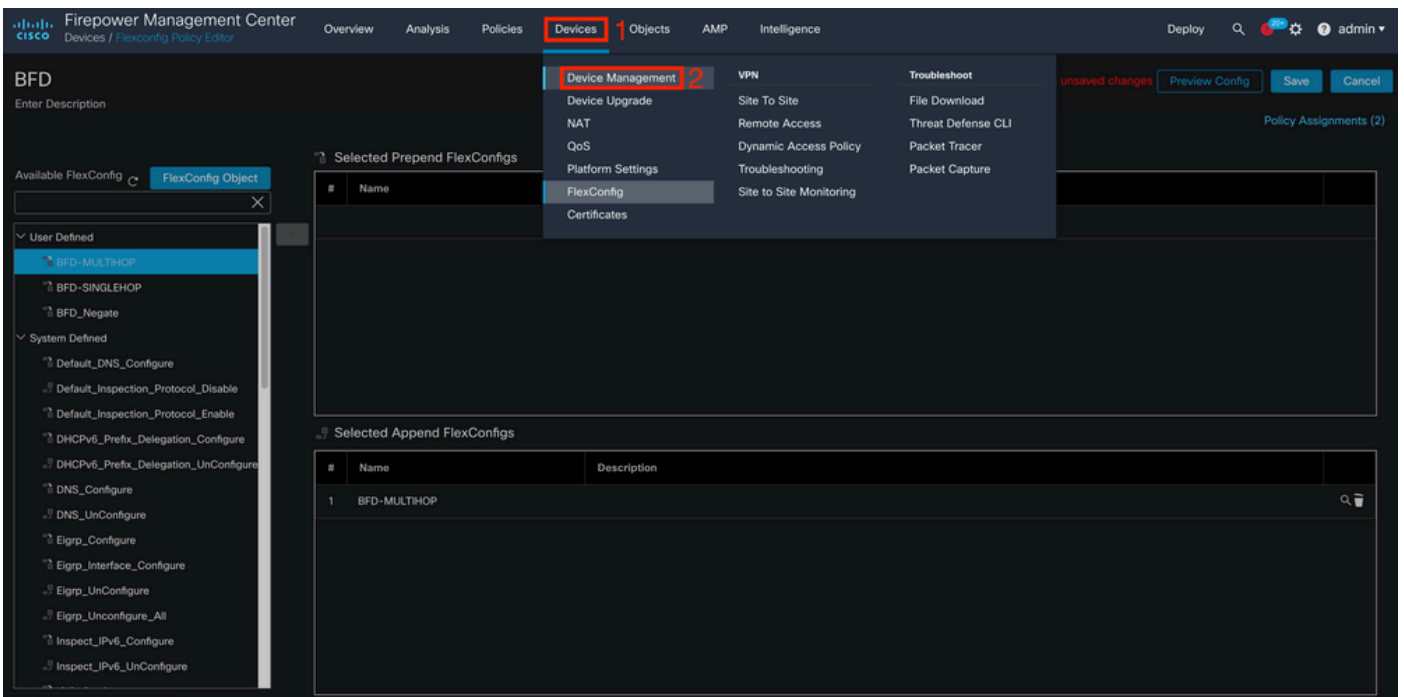 cisco
Firepower Management Center
Devices / Flexconfig Policy Editor
Overview Analysis Policies Devices 1 Objects AMP Intelligence Deploy 20+ admin
BFD
Enter Description
unsaved changes Preview Config Save Cancel
Policy Assignments (2)
Device Management 2
Device Upgrade
NAT
QoS
Platform Settings
FlexConfig
Certificates
VPN
Site To Site
Remote Access
Dynamic Access Policy
Troubleshooting
Site to Site Monitoring
Troubleshoot
File Download
Threat Defense CLI
Packet Tracer
Packet Capture
Available FlexConfig FlexConfig Object
User Defined
BFD-MULTIHOP
BFD-SINGLEHOP
BFD_Negate
System Defined
Default_DNS_Configure
Default_Inspection_Protocol_Disable
Default_Inspection_Protocol_Enable
DHCPv6_Prefix_Delegation_Configure
DHCPv6_Prefix_Delegation_UnConfigure
DNS_Configure
DNS_UnConfigure
Eigrp_Configure
Eigrp_Interface_Configure
Eigrp_UnConfigure
Eigrp_Unconfigure_All
Inspect_IPv6_Configure
Inspect_IPv6_UnConfigure
Selected Prepend FlexConfigs
# Name
Selected Append FlexConfigs
# Name Description
1 BFD-MULTIHOP